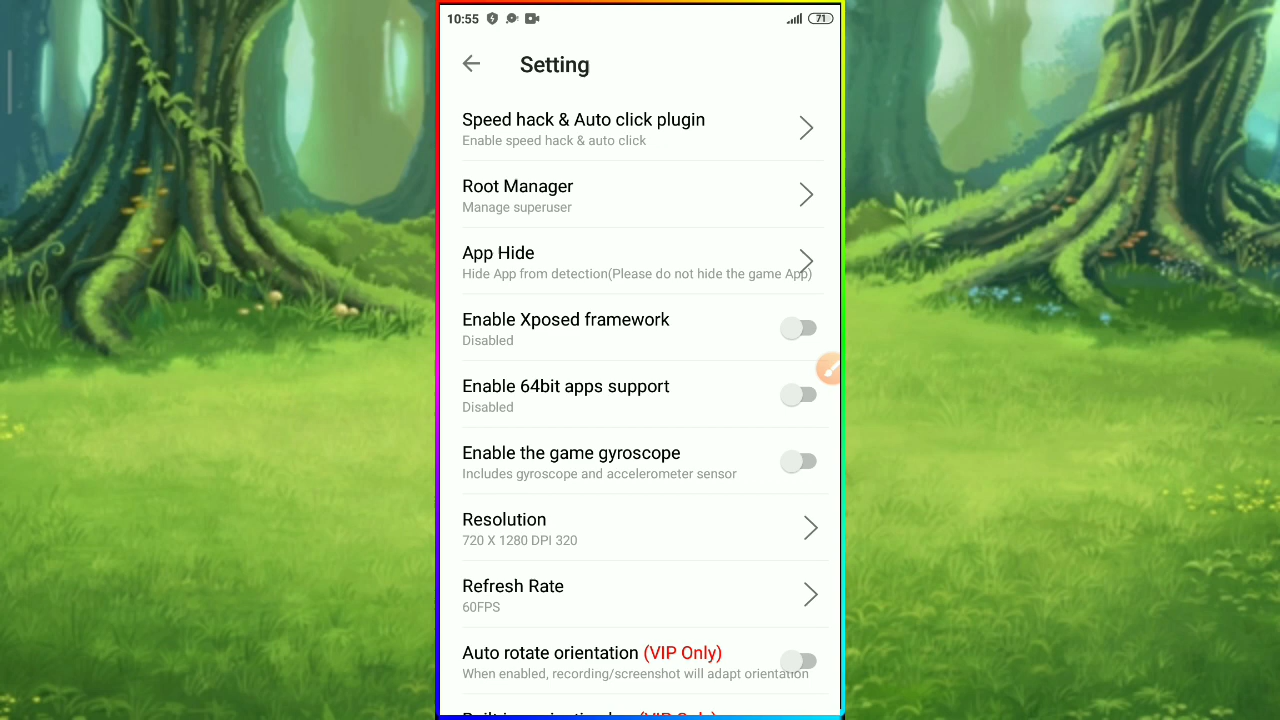 10:55
71
Setting
Speed hack & Auto click plugin
Enable speed hack & auto click
Root Manager
Manage superuser
App Hide
Hide App from detection(Please do not hide the game App)
Enable Xposed framework
Disabled
Enable 64bit apps support
Disabled
Enable the game gyroscope
Includes gyroscope and accelerometer sensor
Resolution
720 X 1280 DPI 320
Refresh Rate
60FPS
Auto rotate orientation (VIP Only)
When enabled, recording/screenshot will adapt orientation